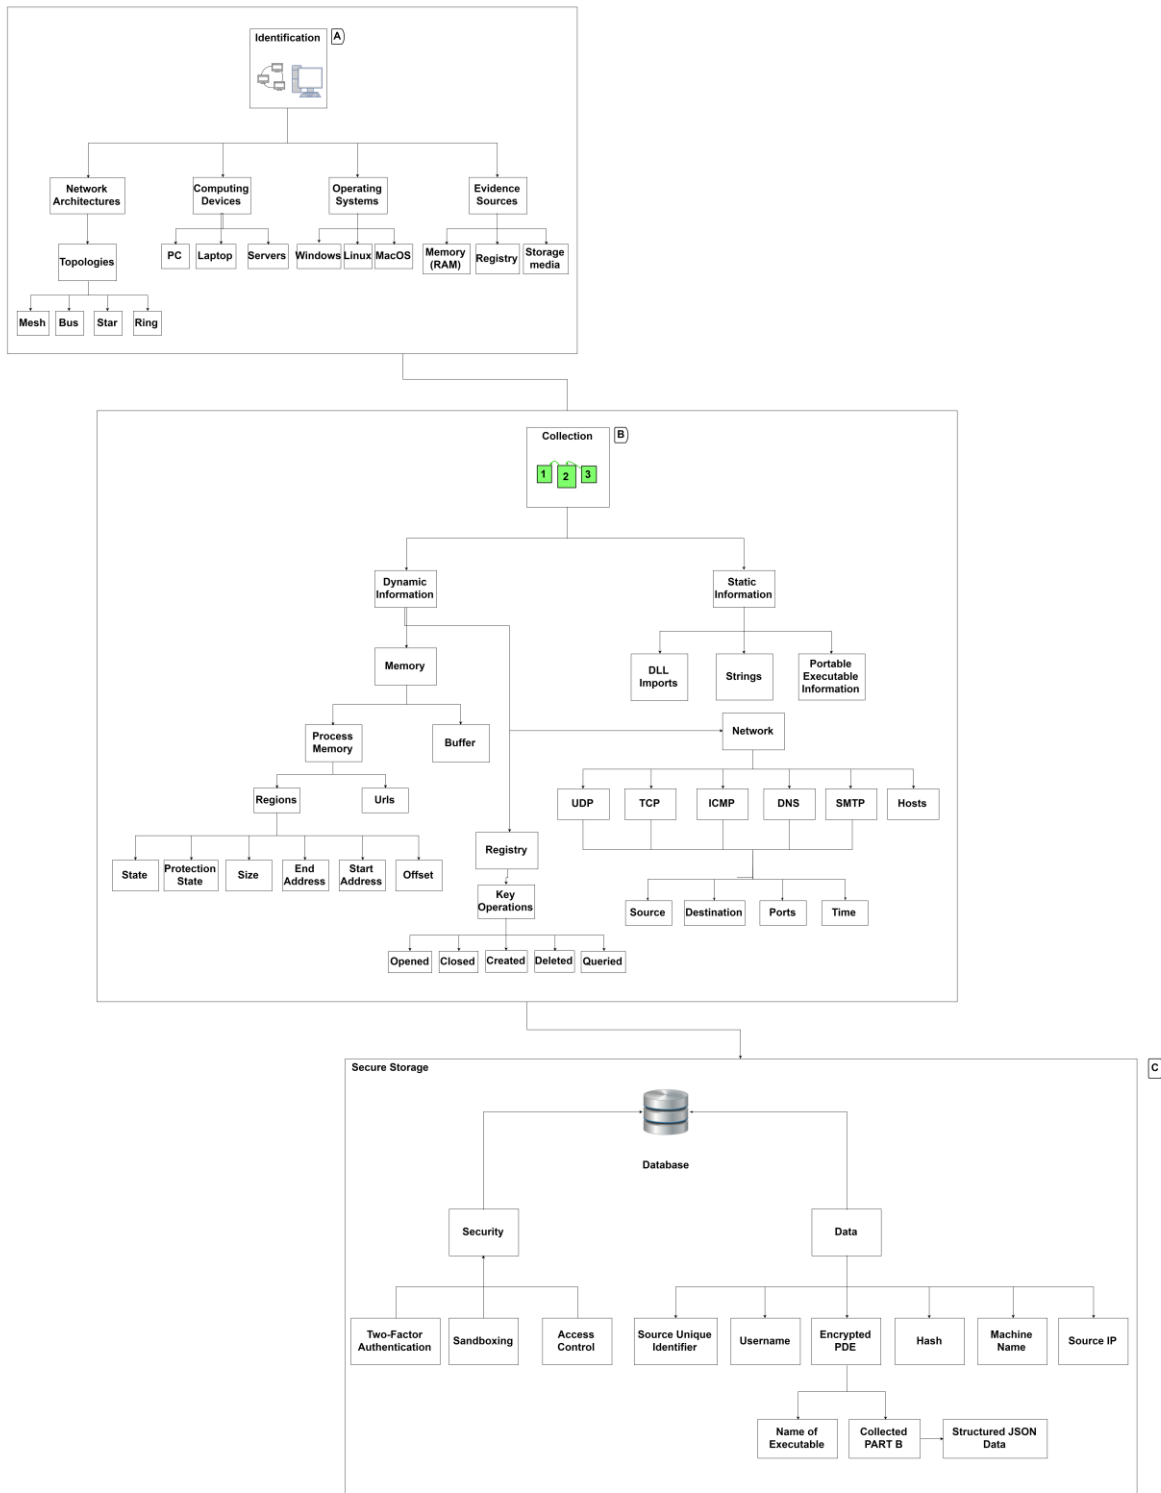 Identification
A
Network
Architectures
Computing
Devices
Operating
Systems
Evidence
Sources
Topologies
PC
Laptop
Servers
Windows
Linux
MacOS
Memory
(RAM)
Registry
Storage
media
Mesh
Bus
Star
Ring
Collection
B
1
2
3
Dynamic
Information
Static
Information
Memory
DLL
Imports
Strings
Portable
Executable
Information
Process
Memory
Buffer
Network
Regions
Urls
UDP
TCP
ICMP
DNS
SMTP
Hosts
State
Protection
State
Size
End
Address
Start
Address
Offset
Registry
Key
Operations
Source
Destination
Ports
Time
Opened
Closed
Created
Deleted
Queried
Secure Storage
C
Database
Security
Data
Two-Factor
Authentication
Sandboxing
Access
Control
Source Unique
Identifier
Username
Encrypted
PDE
Hash
Machine
Name
Source IP
Name of
Executable
Collected
PART B
Structured JSON
Data